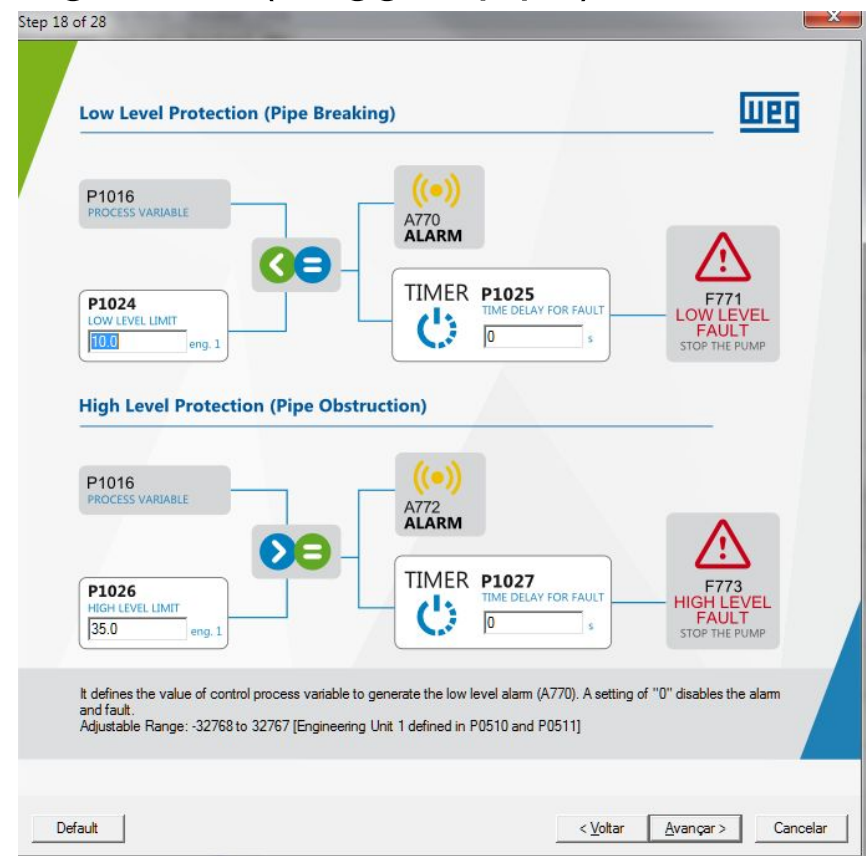 Step 18 of 28
X
Low Level Protection (Pipe Breaking)
weg
P1016
PROCESS VARIABLE
A770
ALARM
P1024
LOW LEVEL LIMIT
10.0 eng. 1
TIMER P1025
TIME DELAY FOR FAULT
0 s
F771
LOW LEVEL
FAULT
STOP THE PUMP
High Level Protection (Pipe Obstruction)
P1016
PROCESS VARIABLE
A772
ALARM
P1026
HIGH LEVEL LIMIT
35.0 eng. 1
TIMER P1027
TIME DELAY FOR FAULT
0 s
F773
HIGH LEVEL
FAULT
STOP THE PUMP
It defines the value of control process variable to generate the low level alarm (A770). A setting of "0" disables the alarm
and fault.
Adjustable Range: -32768 to 32767 [Engineering Unit 1 defined in P0510 and P0511]
Default
< Voltar
Avançar >
Cancelar